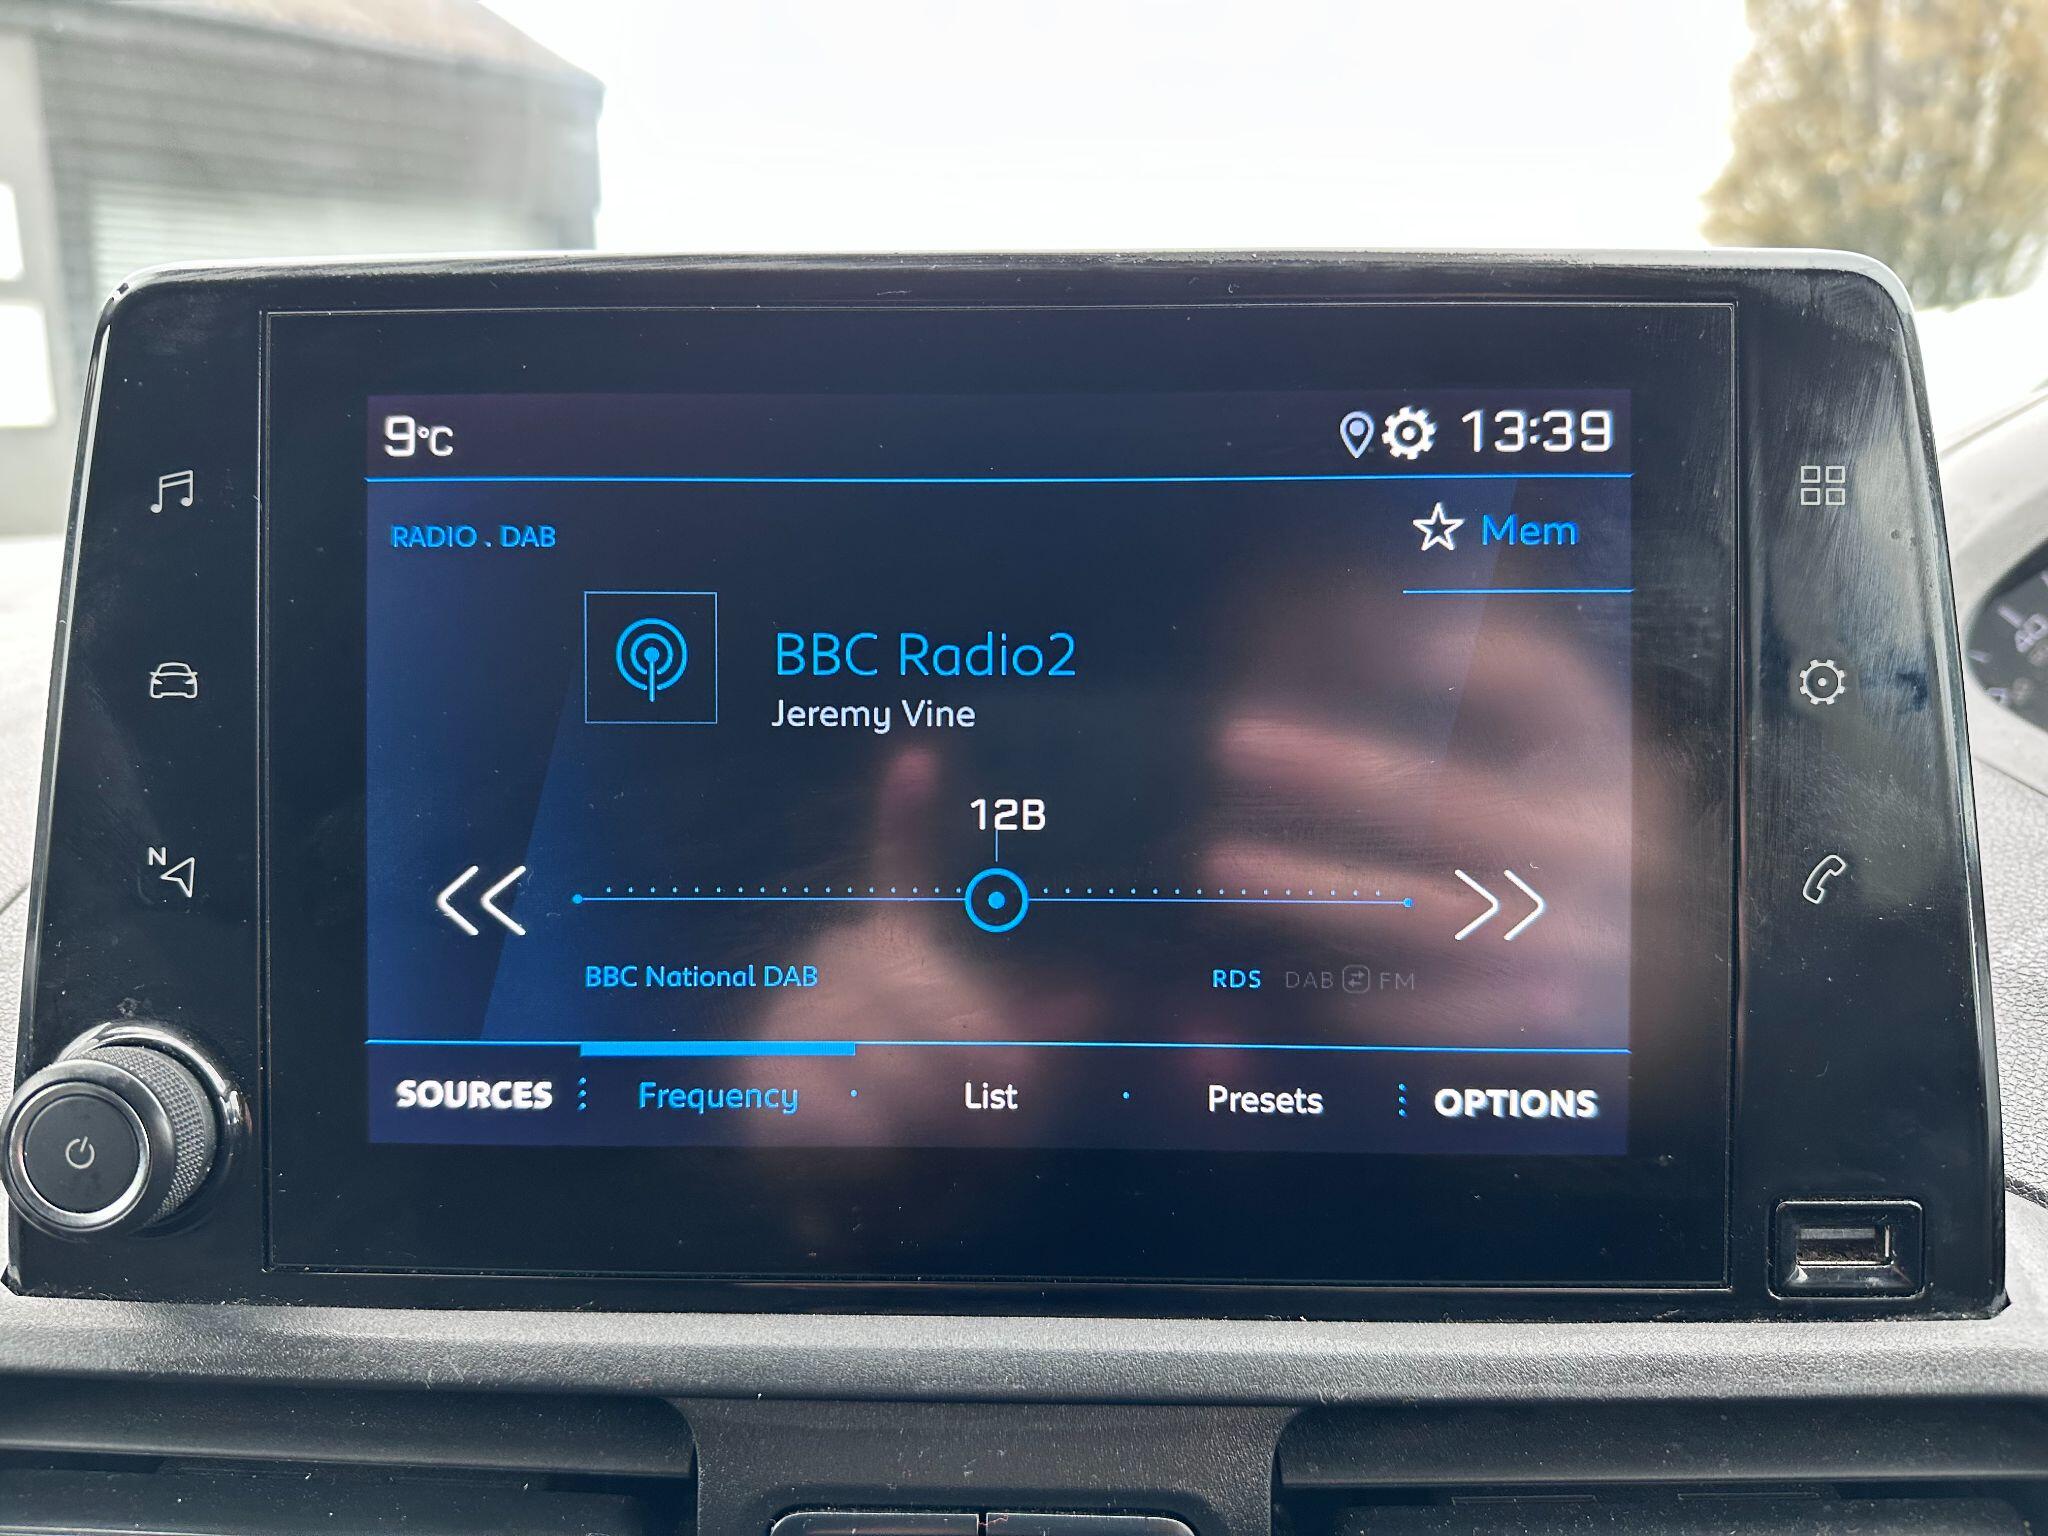 9°C
13:39
RADIO . DAB
Mem
BBC Radio2
Jeremy Vine
12B
BBC National DAB
RDS DAB FM
SOURCES Frequency List Presets OPTIONS
N